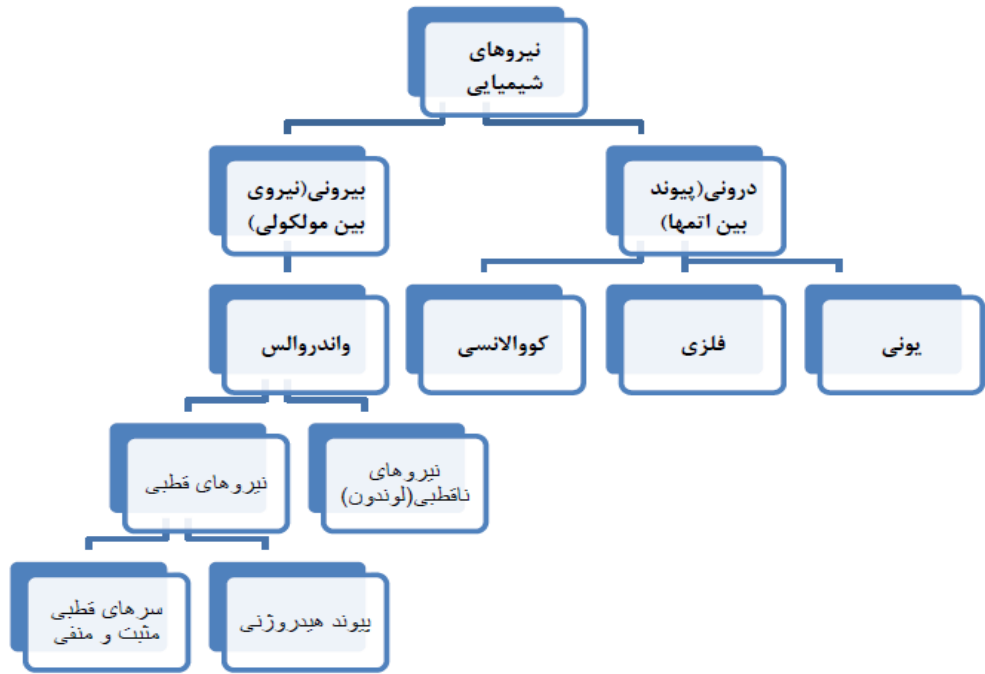 نیروهای
شیمیایی
درونی(پیوند
بین اتمها)
بیرونی(نیروی
بین مولکولی)
یونی
فلزی
کووالانسی
واندروالس
نیروهای
ناقطبی(لوندون)
نیروهای قطبی
پیوند هیدروژنی
سرهای قطبی
مثبت و منفی